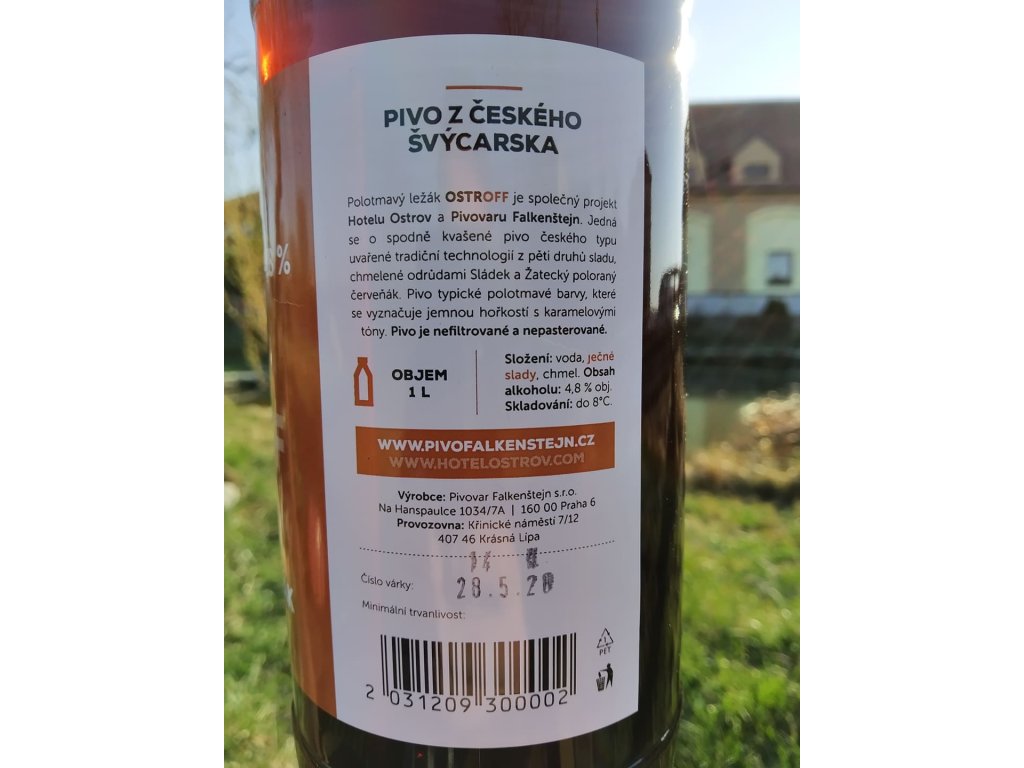 PIVO Z ČESKÉHO
ŠVÝCARSKA
Polotmavý ležák OSTROFF je společný projekt
Hotelu Ostrov a Pivovaru Falkenštejn. Jedná
se o spodně kvašené pivo českého typu
uvařené tradiční technologií z pěti druhů sladu,
chmelené odrůdami Sládek a Žatecký poloraný
červeňák. Pivo typické polotmavé barvy, které
se vyznačuje jemnou hořkostí s karamelovými
tóny. Pivo je nefiltrované a nepasterované.
OBJEM
1 L
Složení: voda, ječné
slady, chmel. Obsah
alkoholu: 4,8 % obj.
Skladování: do 8°C.
WWW.PIVOFALKENSTEJN.CZ
WWW.HOTELOSTROV.COM
Výrobce: Pivovar Falkenštejn s.r.o.
Na Hanspaulce 1034/7A | 160 00 Praha 6
Provozovna: Křinické náměstí 7/12
407 46 Krásná Lípa
Číslo várky:
28.5.20
Minimální trvanlivost:
2 031209 300002
1
PET